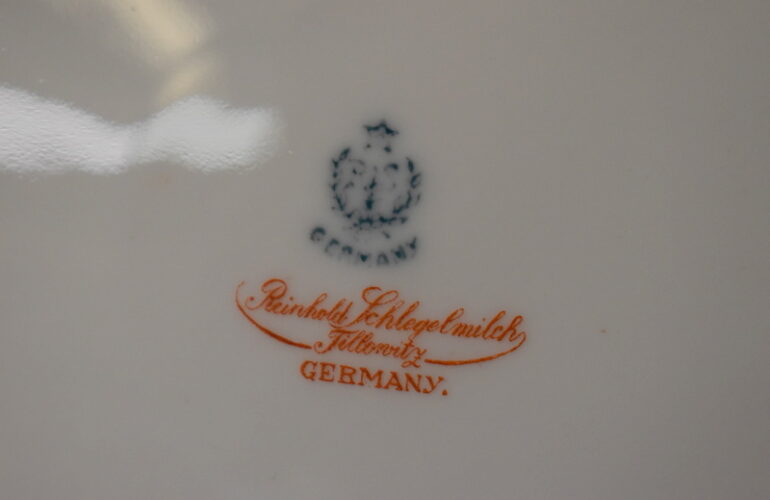 GERMANY
Reinhold Schlegelmilch
Tillowitz
GERMANY.